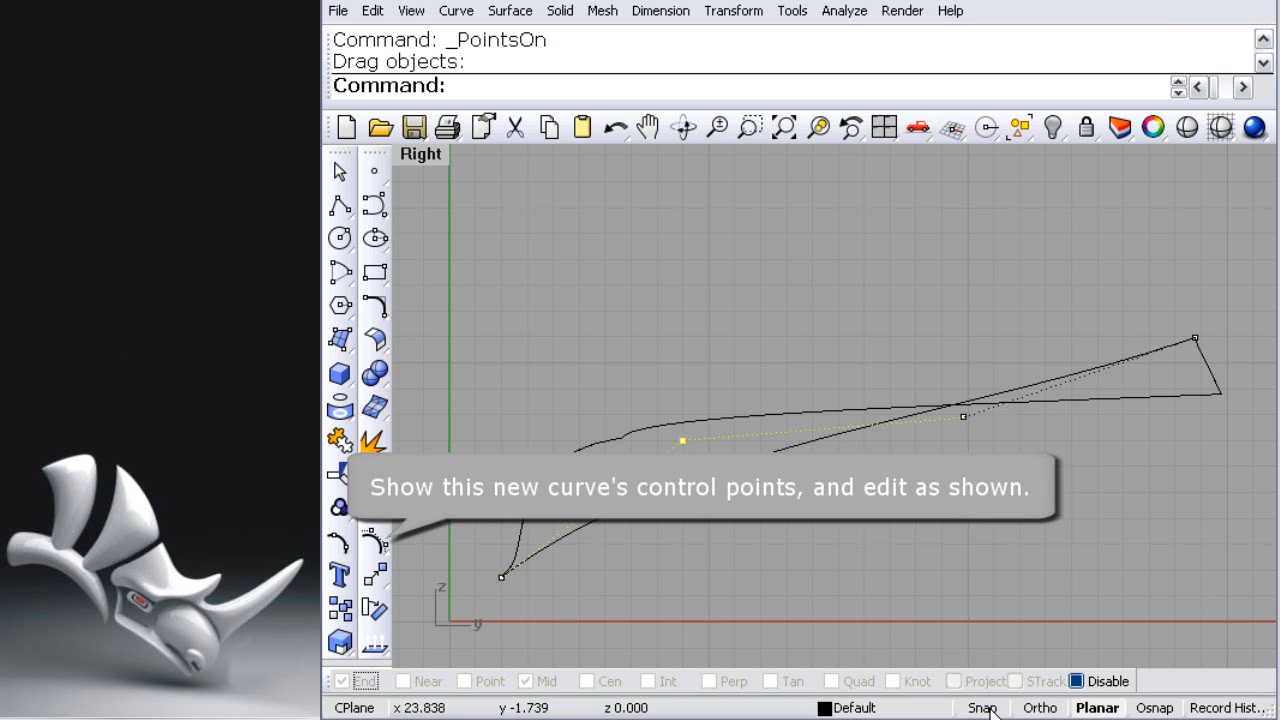 File Edit View Curve Surface Solid Mesh Dimension Transform Tools Analyze Render Help
Command: _PointsOn
Drag objects:
Command:
Right
Show this new curve's control points, and edit as shown.
z
y
End Near Point Mid Cen Int Perp Tan Quad Knot Project STrack Disable
CPlane x 23.838 y -1.739 z 0.000 Default Snap Ortho Planar Osnap Record Hist...